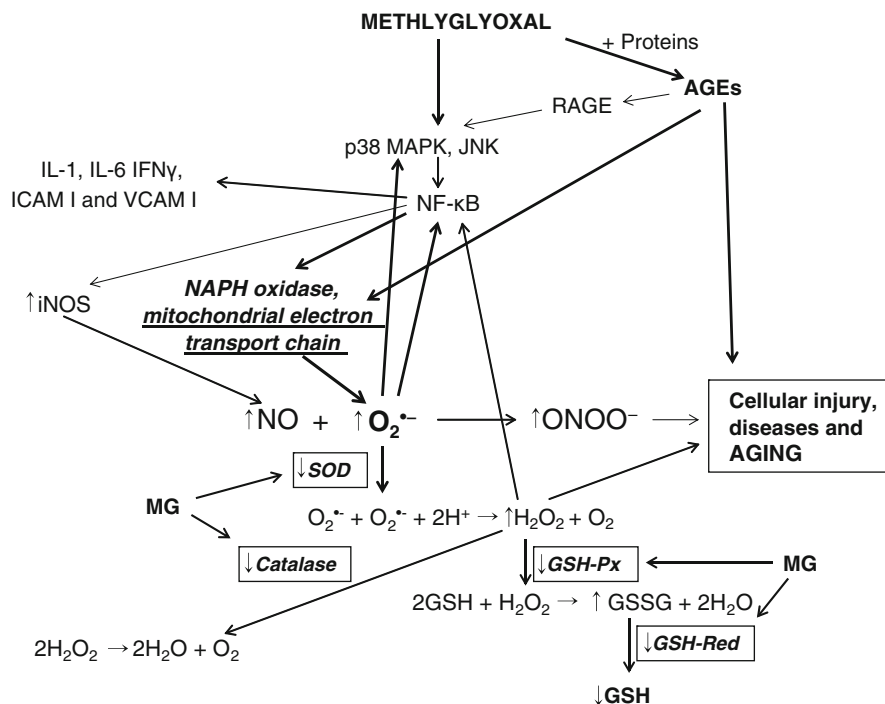 METHLYGLYOXAL
+ Proteins
AGEs
RAGE
p38 MAPK, JNK
IL-1, IL-6 IFNγ,
ICAM I and VCAM I
NF-κB
NAPH oxidase,
mitochondrial electron
transport chain
↑iNOS
↑NO + ↑O₂•⁻
↑ONOO⁻
Cellular injury,
diseases and
AGING
↓SOD
MG
O₂•- + O₂•- + 2H⁺ → ↑H₂O₂ + O₂
↓Catalase
↓GSH-Px
MG
2GSH + H₂O₂ → ↑ GSSG + 2H₂O
↓GSH-Red
2H₂O₂ → 2H₂O + O₂
↓GSH